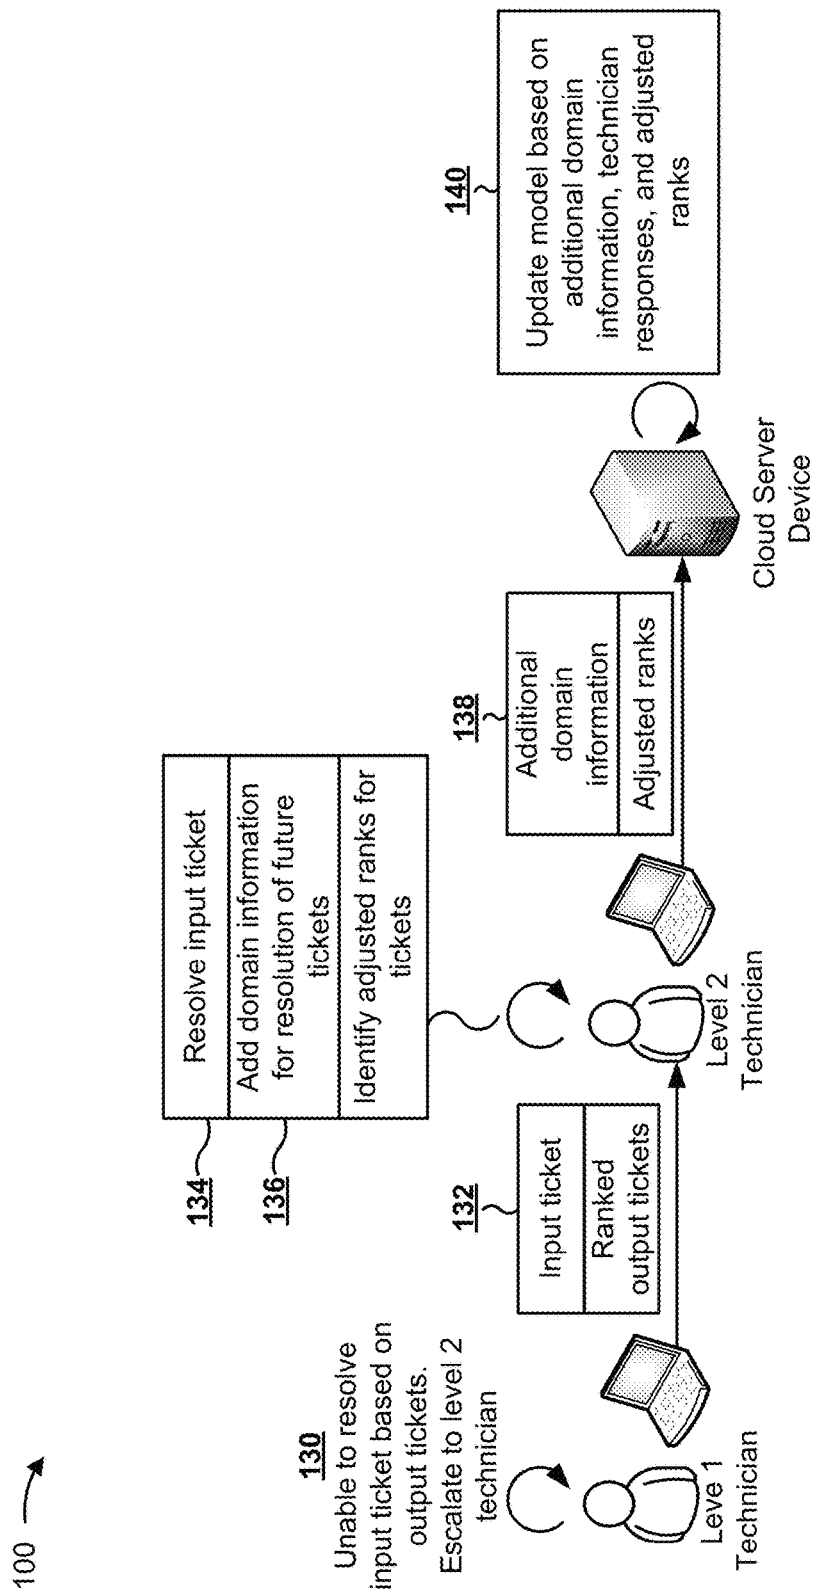 100
130
Unable to resolve
input ticket based on
output tickets.
Escalate to level 2
technician
Leve 1
Technician
132
Input ticket
Ranked
output tickets
134
136
Resolve input ticket
Add domain information
for resolution of future
tickets
Identify adjusted ranks for
tickets
Level 2
Technician
138
Additional
domain
information
Adjusted ranks
Cloud Server
Device
140
Update model based on
additional domain
information, technician
responses, and adjusted
ranks